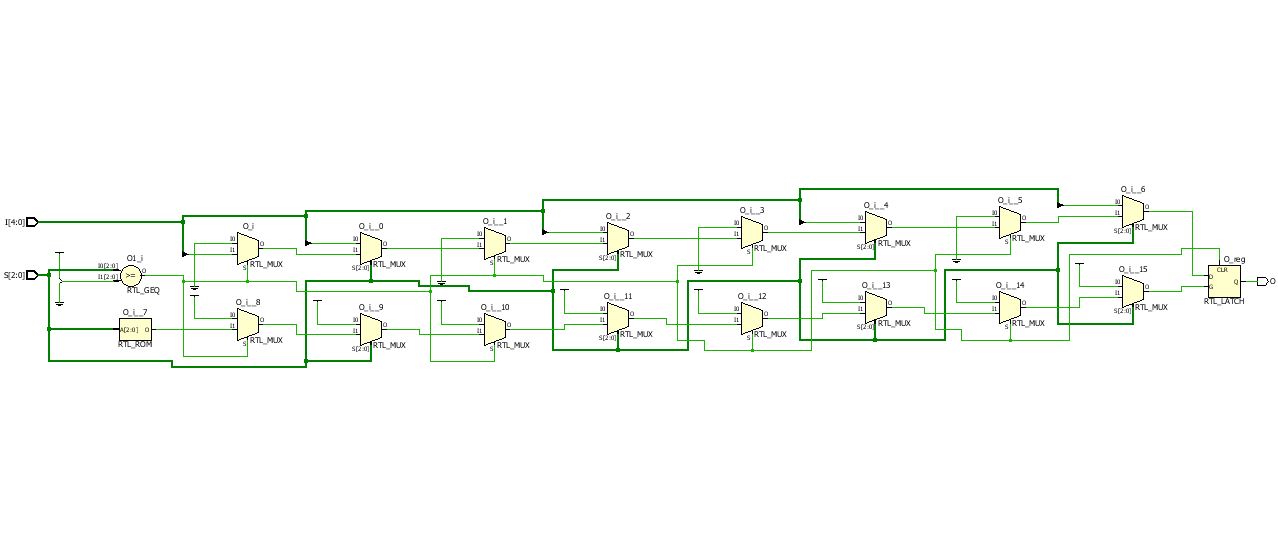 I[4:0]
S[2:0]
O1_i
I0[2:0]
I1[2:0]
O
>=
RTL_GEQ
A[2:0] O
RTL_ROM
O_i__7
O_i
I0
I1
O
S
RTL_MUX
O_i__8
I0
I1
O
S
RTL_MUX
O_i__0
I0
I1
O
S[2:0]
RTL_MUX
O_i__9
I0
I1
O
S[2:0]
RTL_MUX
O_i__1
I0
I1
O
S
RTL_MUX
O_i__10
I0
I1
O
S
RTL_MUX
O_i__2
I0
I1
O
S[2:0]
RTL_MUX
O_i__11
I0
I1
O
S[2:0]
RTL_MUX
O_i__3
I0
I1
O
S
RTL_MUX
O_i__12
I0
I1
O
S
RTL_MUX
O_i__4
I0
I1
O
S[2:0]
RTL_MUX
O_i__13
I0
I1
O
S[2:0]
RTL_MUX
O_i__5
I0
I1
O
S
RTL_MUX
O_i__14
I0
I1
O
S
RTL_MUX
O_i__6
I0
I1
O
S[2:0]
RTL_MUX
O_i__15
I0
I1
O
S[2:0]
RTL_MUX
O_reg
CLR
D
Q
G
RTL_LATCH
O